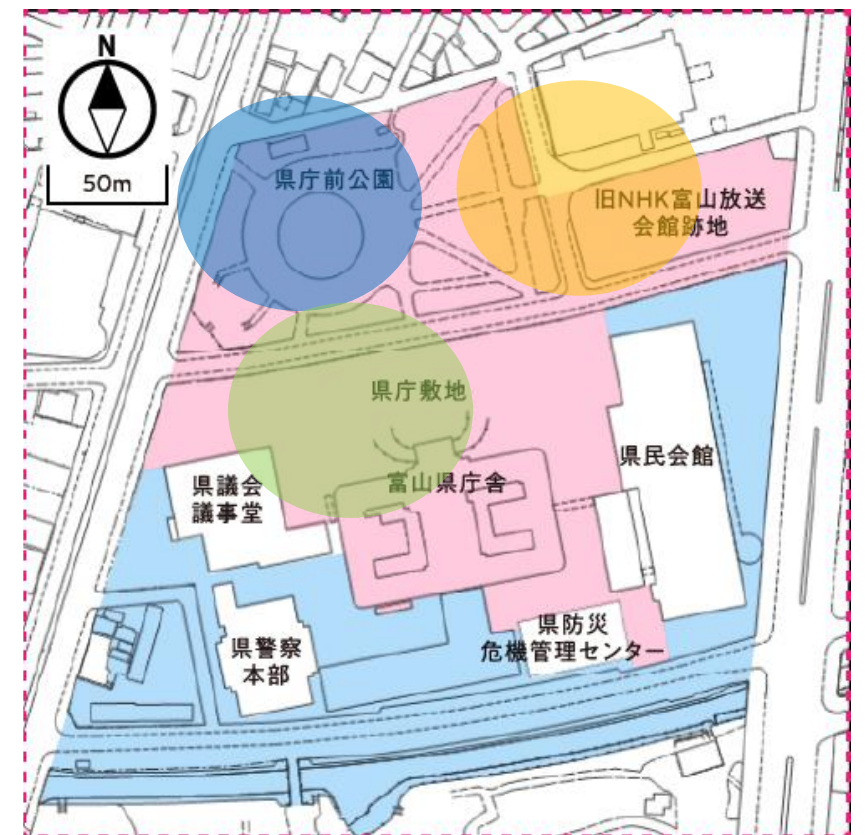 N
50m
県庁前公園
旧NHK富山放送
会館跡地
県庁敷地
県民会館
県議会
議事堂
富山県庁舎
県防災
危機管理センター
県警察
本部